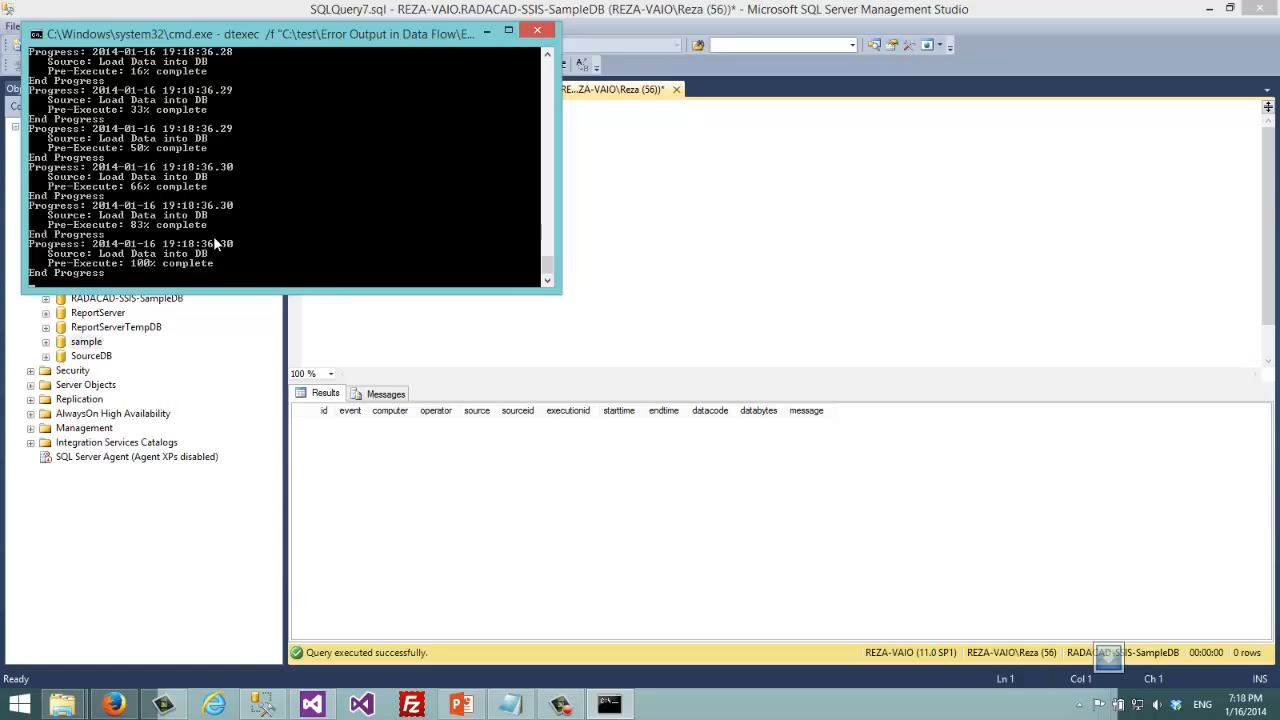 SQLQuery7.sql - REZA-VAIO.RADACAD-SSIS-SampleDB (REZA-VAIO\Reza (56))* - Microsoft SQL Server Management Studio
C:\Windows\system32\cmd.exe - dtexec /f "C:\test\Error Output in Data Flow\E...
RE...ZA-VAIO\Reza (56))*
Progress: 2014-01-16 19:18:36.28
Source: Load Data into DB
Pre-Execute: 16% complete
End Progress
Progress: 2014-01-16 19:18:36.29
Source: Load Data into DB
Pre-Execute: 33% complete
End Progress
Progress: 2014-01-16 19:18:36.29
Source: Load Data into DB
Pre-Execute: 50% complete
End Progress
Progress: 2014-01-16 19:18:36.30
Source: Load Data into DB
Pre-Execute: 66% complete
End Progress
Progress: 2014-01-16 19:18:36.30
Source: Load Data into DB
Pre-Execute: 83% complete
End Progress
Progress: 2014-01-16 19:18:36.30
Source: Load Data into DB
Pre-Execute: 100% complete
End Progress
RADACAD-SSIS-SampleDB
ReportServer
ReportServerTempDB
sample
SourceDB
Security
Server Objects
Replication
AlwaysOn High Availability
Management
Integration Services Catalogs
SQL Server Agent (Agent XPs disabled)
100 %
Results Messages
id event computer operator source sourceid executionid starttime endtime datacode databytes message
Query executed successfully. REZA-VAIO (11.0 SP1) REZA-VAIO\Reza (56) RADACAD-SSIS-SampleDB 00:00:00 0 rows
Ready Ln 1 Col 1 Ch 1 INS
ENG 7:18 PM
1/16/2014